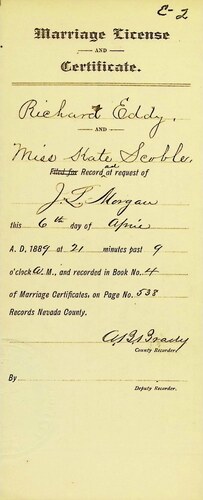 E-2
Marriage License
AND
Certificate.
Richard Eddy.
AND
Miss Kate Scoble.
Filed for Recorded at request of
J. L. Morgan
this 6th day of April
A. D. 1889 at 21 minutes past 9
o'clock A. M., and recorded in Book No. 4
of Marriage Certificates, on Page No. 538
Records Nevada County.
County Recorder.
By
Deputy Recorder.